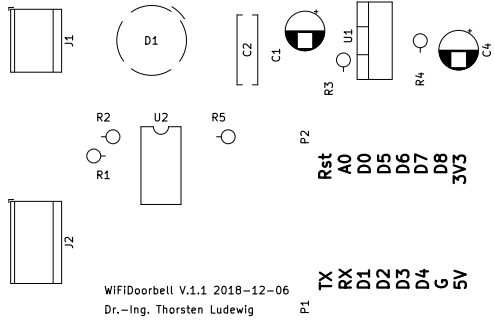 J1
D1
C2
C1
U1
R3
R4
C4
R2
U2
R5
R1
P2
Rst
A0
D0
D5
D6
D7
D8
3V3
J2
TX
RX
D1
D2
D3
D4
G
5V
P1
WiFiDoorbell V.1.1 2018-12-06
Dr.-Ing. Thorsten Ludewig